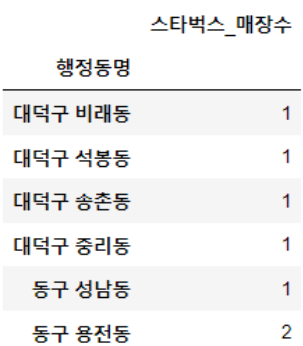 스타벅스_매장수
행정동명
대덕구 비래동 1
대덕구 석봉동 1
대덕구 송촌동 1
대덕구 중리동 1
동구 성남동 1
동구 용전동 2